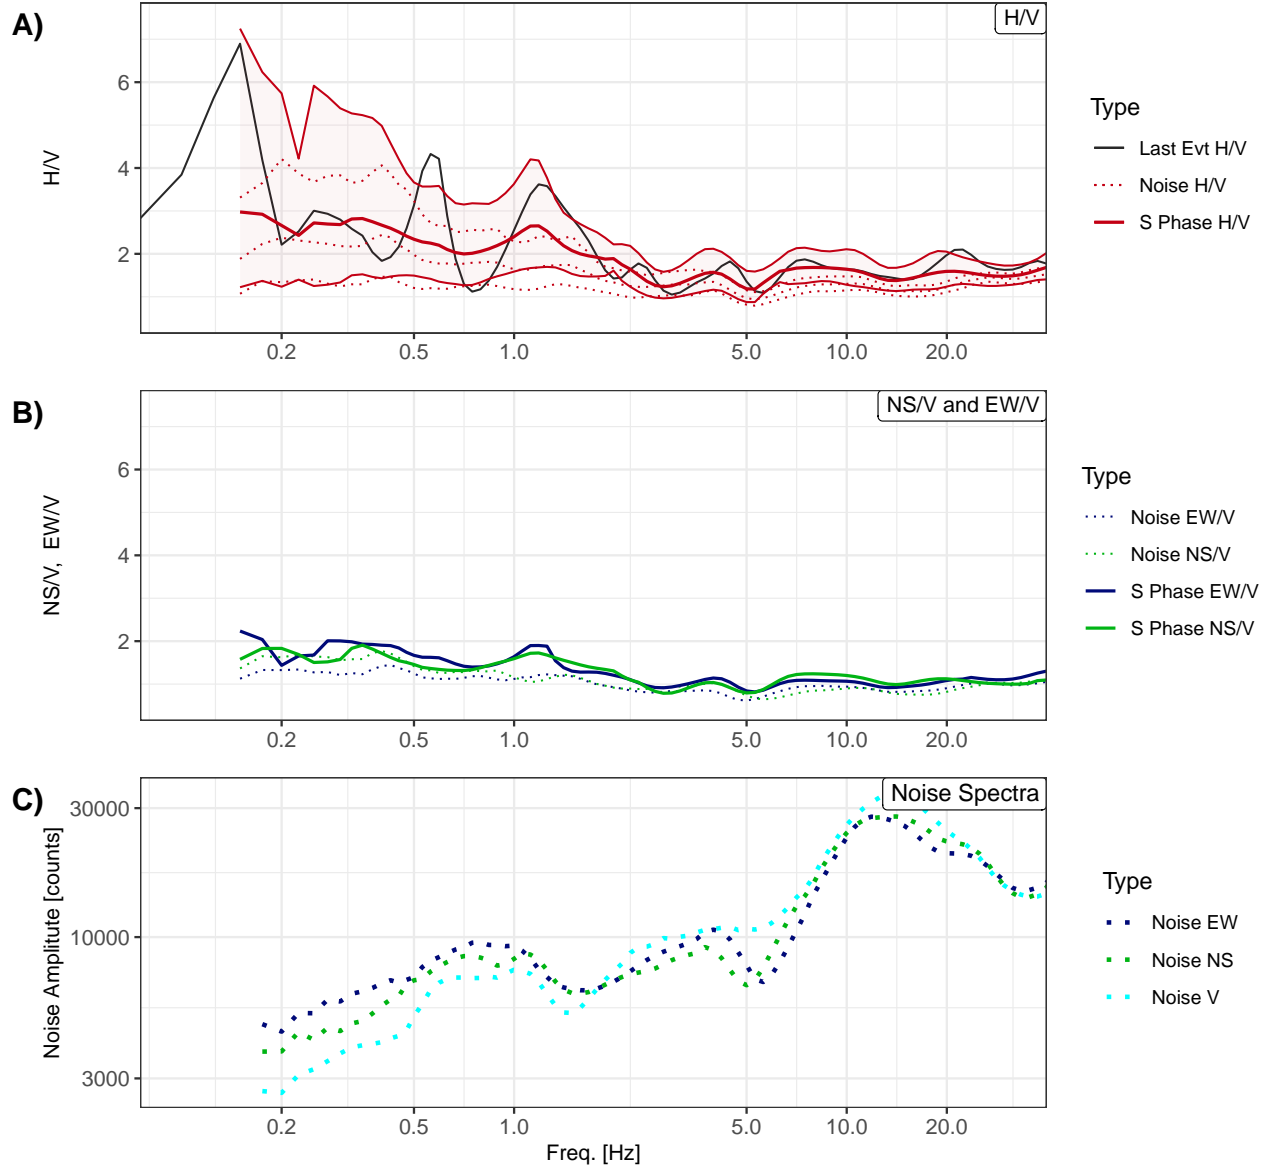 A)
H/V
H/V
6
4
2
0.2 0.5 1.0 5.0 10.0 20.0
Type
Last Evt H/V
Noise H/V
S Phase H/V
B)
NS/V and EW/V
NS/V, EW/V
6
4
2
0.2 0.5 1.0 5.0 10.0 20.0
Type
Noise EW/V
Noise NS/V
S Phase EW/V
S Phase NS/V
C)
Noise Spectra
Noise Amplitude [counts]
30000
10000
3000
0.2 0.5 1.0 5.0 10.0 20.0
Freq. [Hz]
Type
Noise EW
Noise NS
Noise V